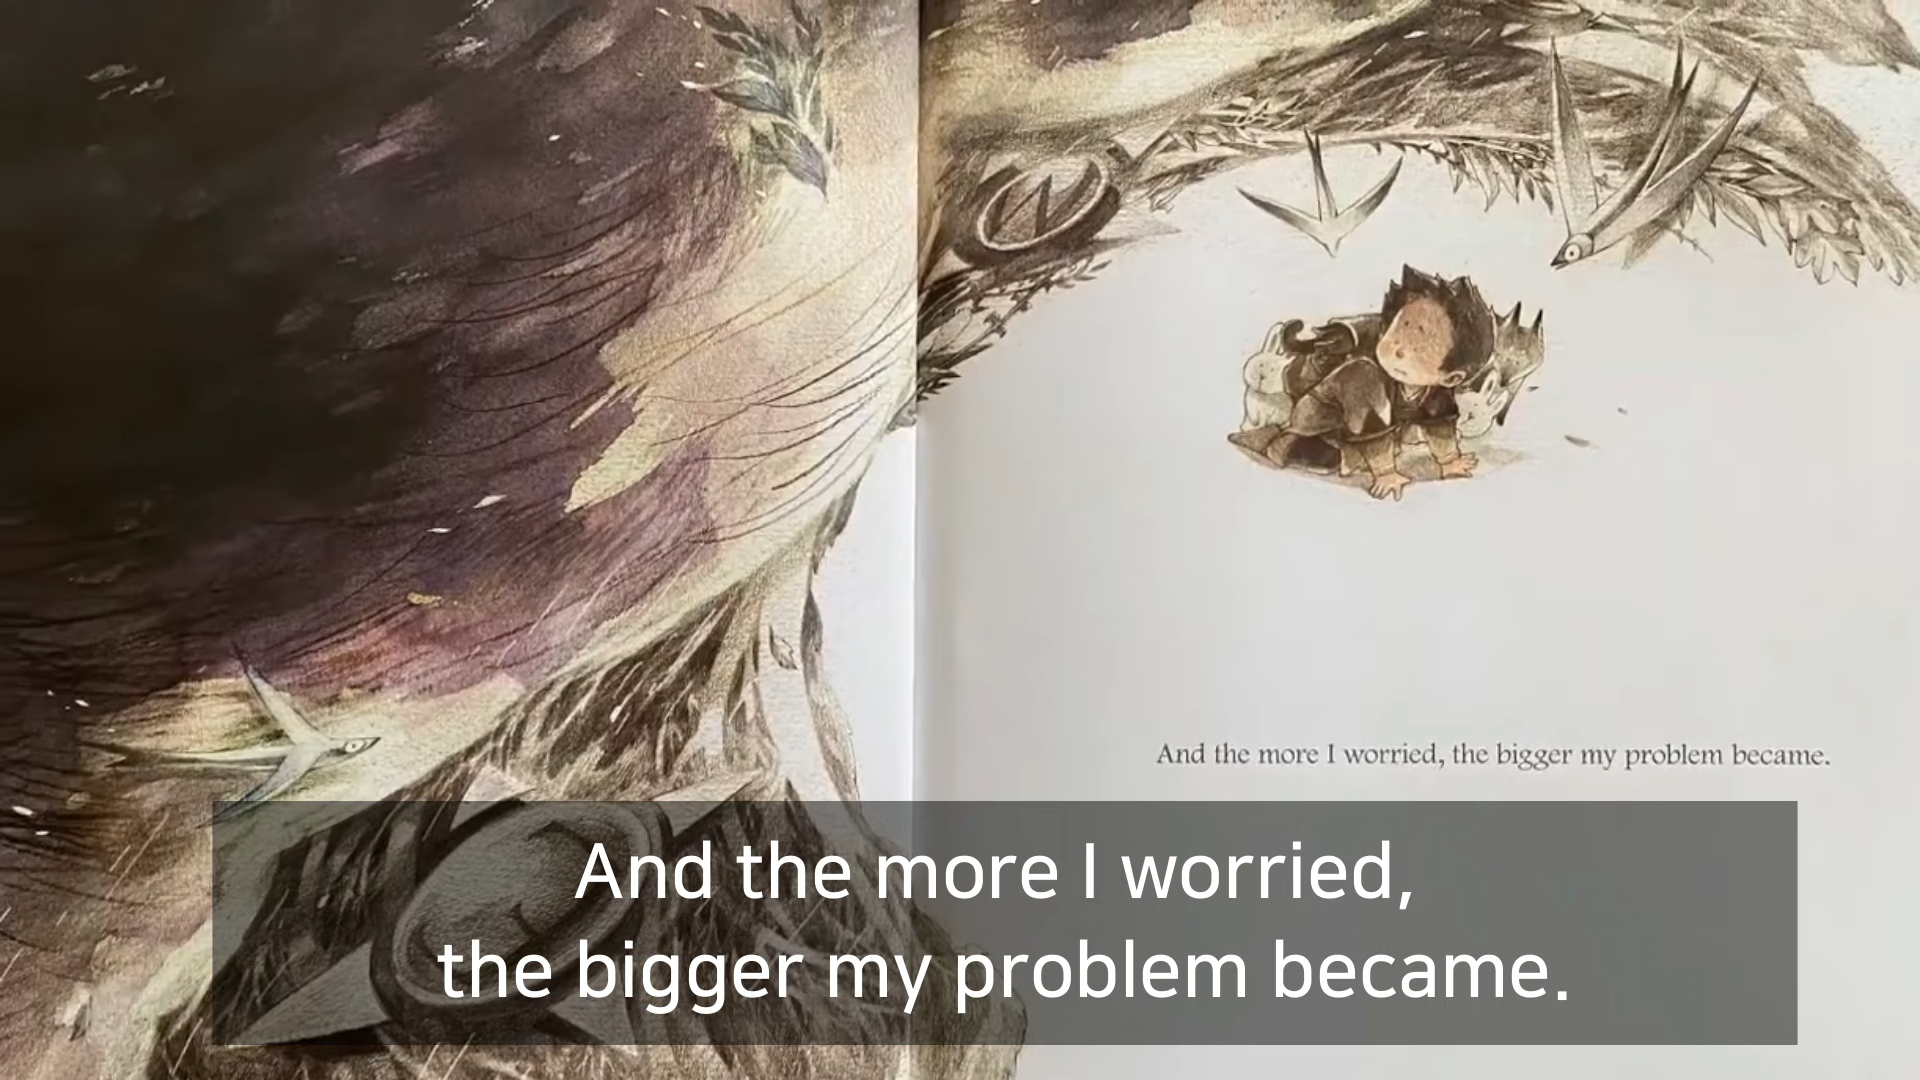 And the more I worried, the bigger my problem became.
And the more I worried,
the bigger my problem became.